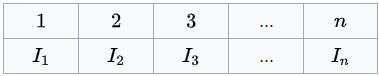 1 2 3 ... n
I₁ I₂ I₃ ... Iₙ